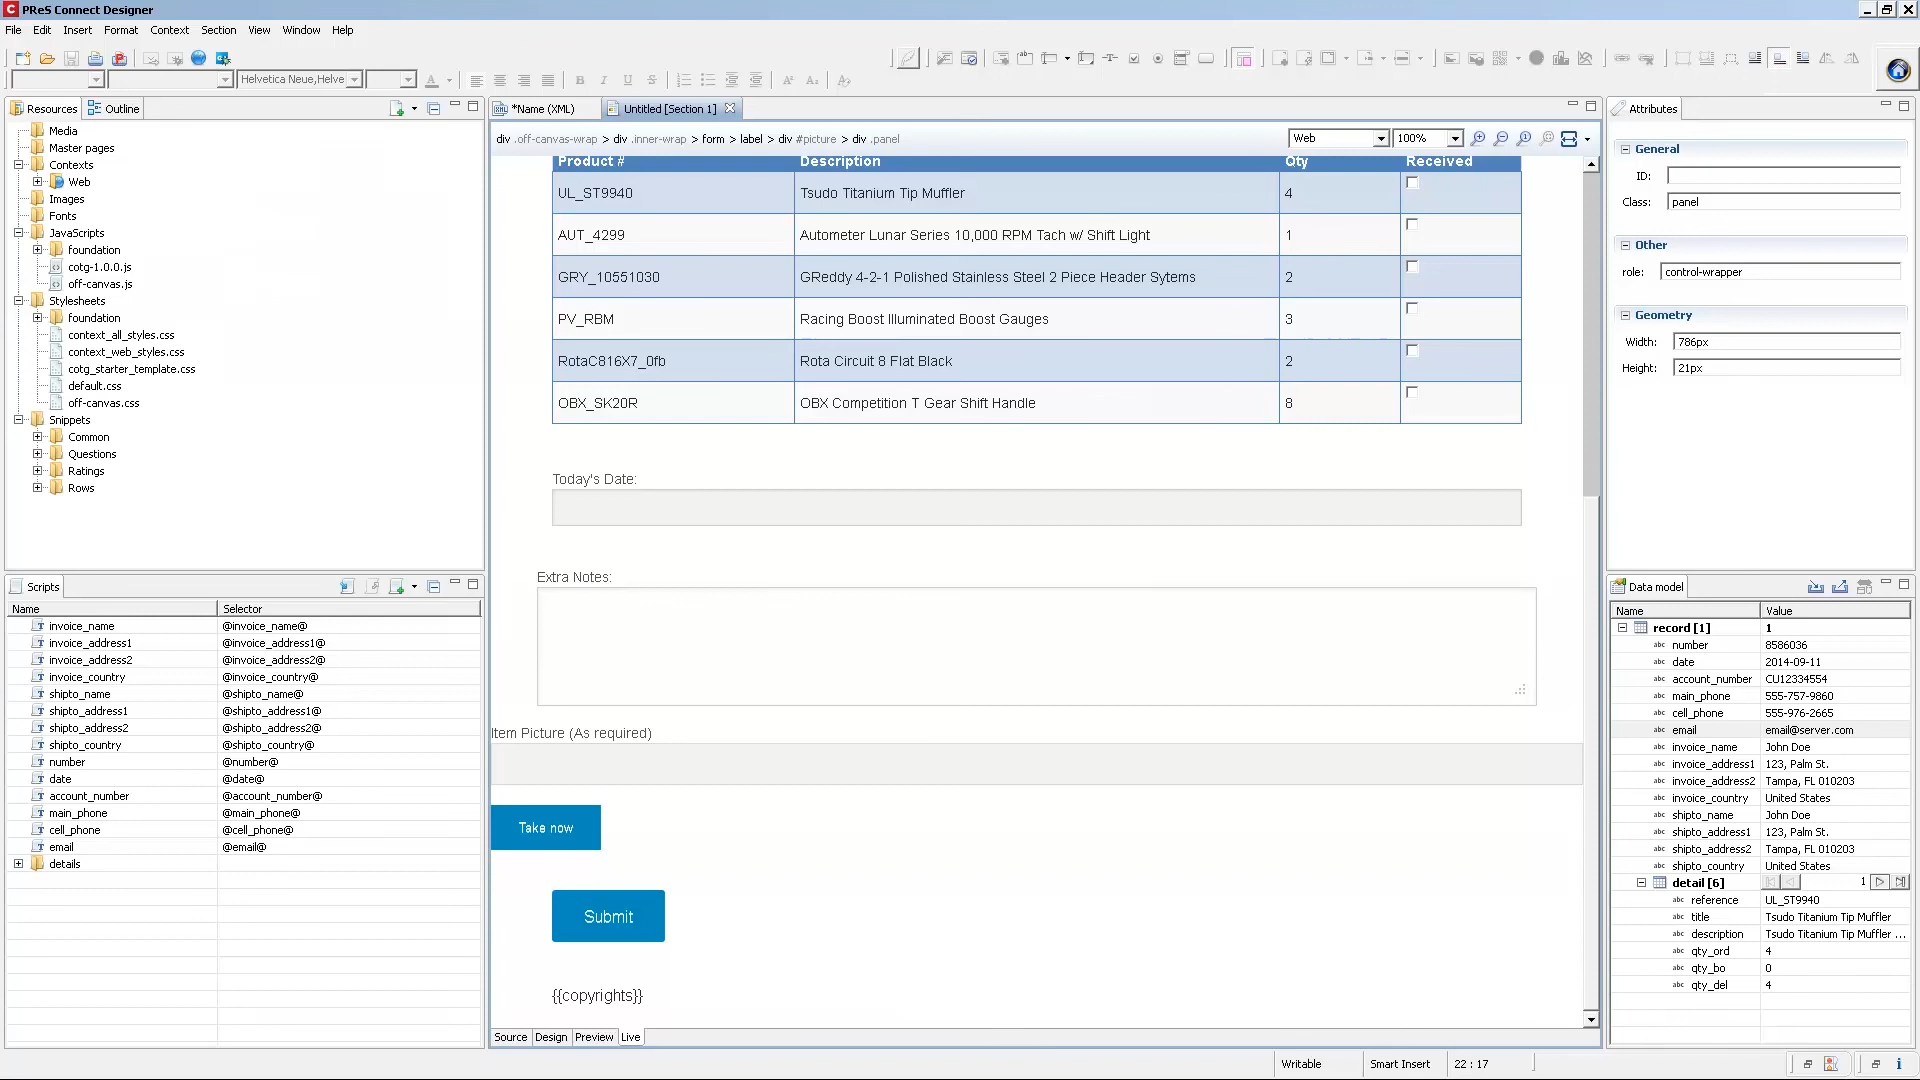 PReS Connect Designer
File Edit Insert Format Context Section View Window Help
Helvetica Neue,Helve
Resources Outline
Media
Master pages
Contexts
Web
Images
Fonts
JavaScripts
foundation
cotg-1.0.0.js
off-canvas.js
Stylesheets
foundation
context_all_styles.css
context_web_styles.css
cotg_starter_template.css
default.css
off-canvas.css
Snippets
Common
Questions
Ratings
Rows
Scripts
Name Selector
invoice_name @invoice_name@
invoice_address1 @invoice_address1@
invoice_address2 @invoice_address2@
invoice_country @invoice_country@
shipto_name @shipto_name@
shipto_address1 @shipto_address1@
shipto_address2 @shipto_address2@
shipto_country @shipto_country@
number @number@
date @date@
account_number @account_number@
main_phone @main_phone@
cell_phone @cell_phone@
email @email@
details
*Name (XML) Untitled [Section 1]
div .off-canvas-wrap > div .inner-wrap > form > label > div #picture > div .panel
Web 100%
Product # Description Qty Received
UL_ST9940 Tsudo Titanium Tip Muffler 4
AUT_4299 Autometer Lunar Series 10,000 RPM Tach w/ Shift Light 1
GRY_10551030 GReddy 4-2-1 Polished Stainless Steel 2 Piece Header Sytems 2
PV_RBM Racing Boost Illuminated Boost Gauges 3
RotaC816X7_0fb Rota Circuit 8 Flat Black 2
OBX_SK20R OBX Competition T Gear Shift Handle 8
Today's Date:
Extra Notes:
Item Picture (As required)
Take now
Submit
{{copyrights}}
Source Design Preview Live
Attributes
General
ID:
Class: panel
Other
role: control-wrapper
Geometry
Width: 786px
Height: 21px
Data model
Name Value
record [1] 1
number 8586036
date 2014-09-11
account_number CU12334554
main_phone 555-757-9860
cell_phone 555-976-2665
email email@server.com
invoice_name John Doe
invoice_address1 123, Palm St.
invoice_address2 Tampa, FL 010203
invoice_country United States
shipto_name John Doe
shipto_address1 123, Palm St.
shipto_address2 Tampa, FL 010203
shipto_country United States
detail [6] 1
reference UL_ST9940
title Tsudo Titanium Tip Muffler
description Tsudo Titanium Tip Muffler ...
qty_ord 4
qty_bo 0
qty_del 4
Writable Smart Insert 22 : 17